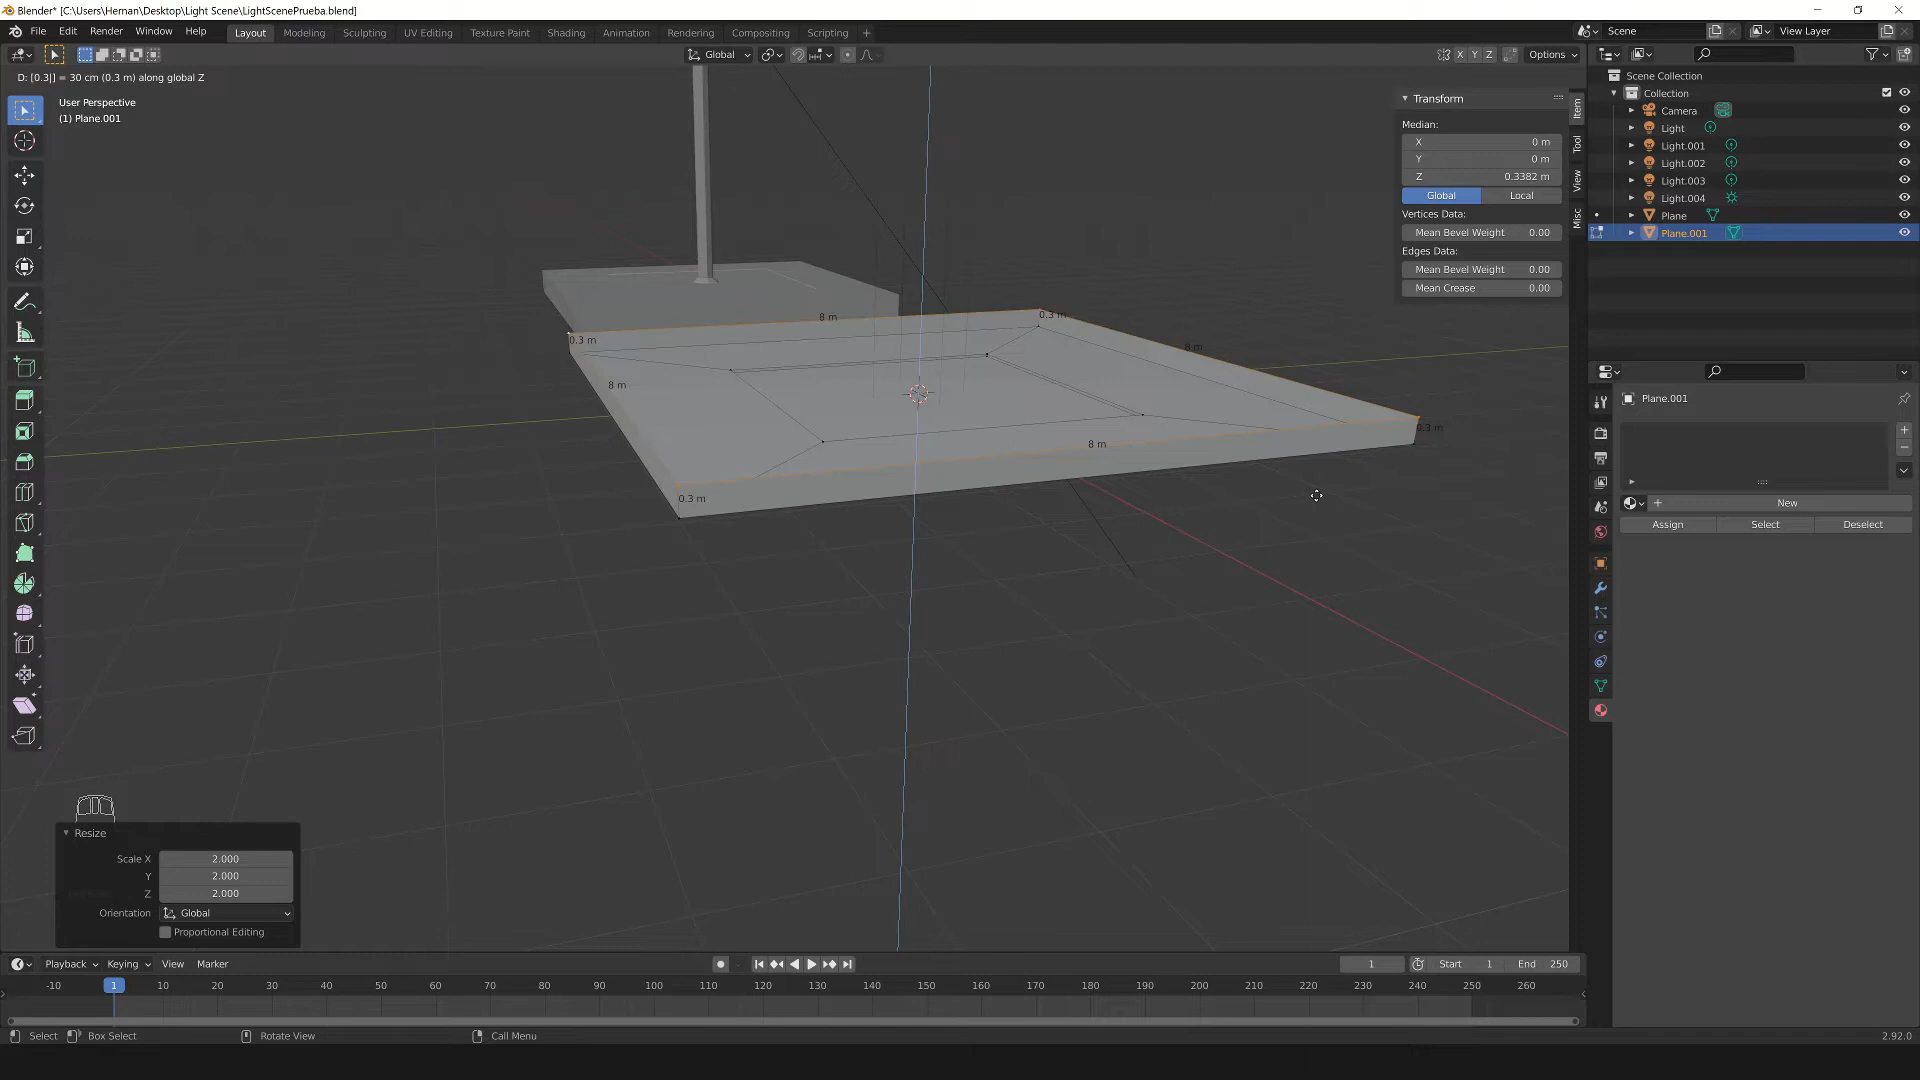 Blender* [C:\Users\Hernan\Desktop\Light Scene\LightScenePrueba.blend]
File Edit Render Window Help Layout Modeling Sculpting UV Editing Texture Paint Shading Animation Rendering Compositing Scripting + Scene View Layer
Global X Y Z Options
D: [0.3|] = 30 cm (0.3 m) along global Z
User Perspective
(1) Plane.001
Transform
Median:
X 0 m
Y 0 m
Z 0.3382 m
Global Local
Vertices Data:
Mean Bevel Weight 0.00
Edges Data:
Mean Bevel Weight 0.00
Mean Crease 0.00
Item
Tool
View
Misc
Scene Collection
Collection
Camera
Light
Light.001
Light.002
Light.003
Light.004
Plane
Plane.001
8 m
0.3 m
0.3 m
8 m
8 m
0.3 m
8 m
0.3 m
Plane.001
New
Assign Select Deselect
Resize
Scale X 2.000
Y 2.000
Z 2.000
Orientation Global
Proportional Editing
Playback Keying View Marker 1 Start 1 End 250
-10 1 10 20 30 40 50 60 70 80 90 100 110 120 130 140 150 160 170 180 190 200 210 220 230 240 250 260
Select Box Select Rotate View Call Menu 2.92.0